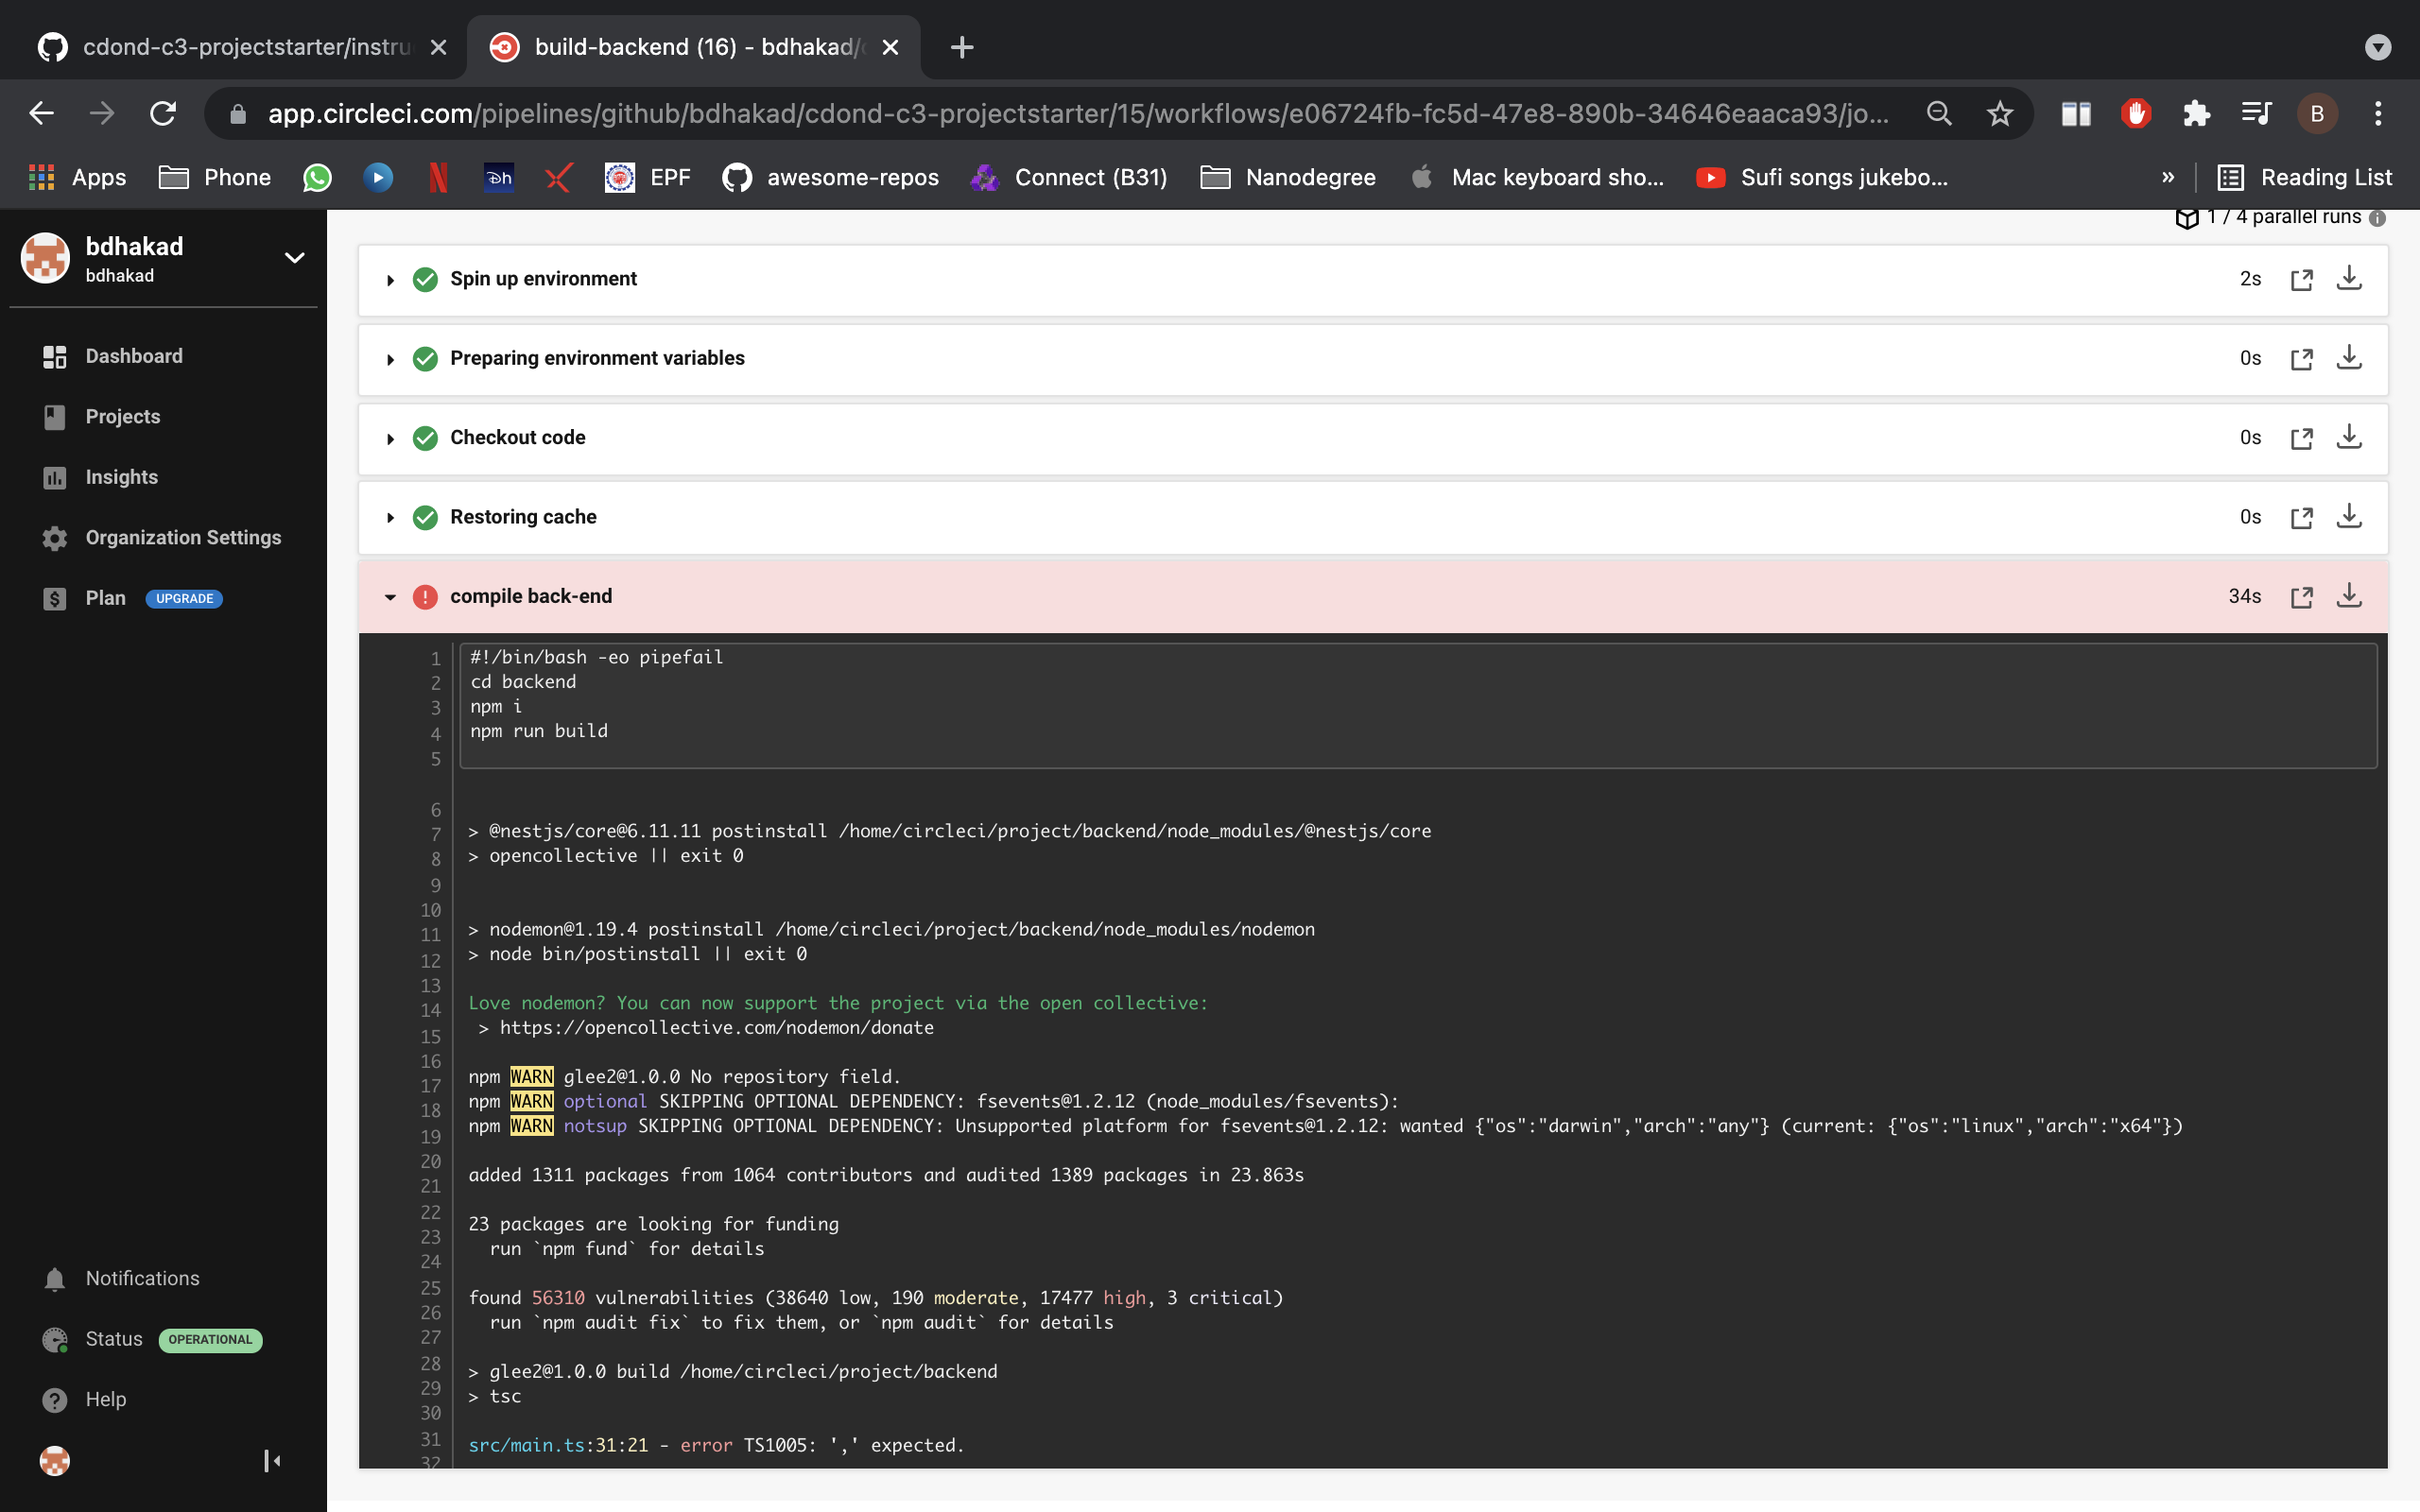 cdond-c3-projectstarter/instru
build-backend (16) - bdhakad/
app.circleci.com/pipelines/github/bdhakad/cdond-c3-projectstarter/15/workflows/e06724fb-fc5d-47e8-890b-34646eaaca93/jo...
B
Apps
Phone
N
Dh
EPF
awesome-repos
Connect (B31)
Nanodegree
Mac keyboard sho...
Sufi songs jukebo...
»
Reading List
bdhakad
bdhakad
Dashboard
Projects
Insights
Organization Settings
Plan UPGRADE
Notifications
Status OPERATIONAL
Help
1 / 4 parallel runs
Spin up environment 2s
Preparing environment variables 0s
Checkout code 0s
Restoring cache 0s
compile back-end 34s
1 #!/bin/bash -eo pipefail
2 cd backend
3 npm i
4 npm run build
5
6
7 > @nestjs/core@6.11.11 postinstall /home/circleci/project/backend/node_modules/@nestjs/core
8 > opencollective || exit 0
9
10
11 > nodemon@1.19.4 postinstall /home/circleci/project/backend/node_modules/nodemon
12 > node bin/postinstall || exit 0
13
14 Love nodemon? You can now support the project via the open collective:
15 > https://opencollective.com/nodemon/donate
16
17 npm WARN glee2@1.0.0 No repository field.
18 npm WARN optional SKIPPING OPTIONAL DEPENDENCY: fsevents@1.2.12 (node_modules/fsevents):
19 npm WARN notsup SKIPPING OPTIONAL DEPENDENCY: Unsupported platform for fsevents@1.2.12: wanted {"os":"darwin","arch":"any"} (current: {"os":"linux","arch":"x64"})
20
21 added 1311 packages from 1064 contributors and audited 1389 packages in 23.863s
22
23 23 packages are looking for funding
24 run `npm fund` for details
25
26 found 56310 vulnerabilities (38640 low, 190 moderate, 17477 high, 3 critical)
27 run `npm audit fix` to fix them, or `npm audit` for details
28
29 > glee2@1.0.0 build /home/circleci/project/backend
30 > tsc
31
32 src/main.ts:31:21 - error TS1005: ',' expected.